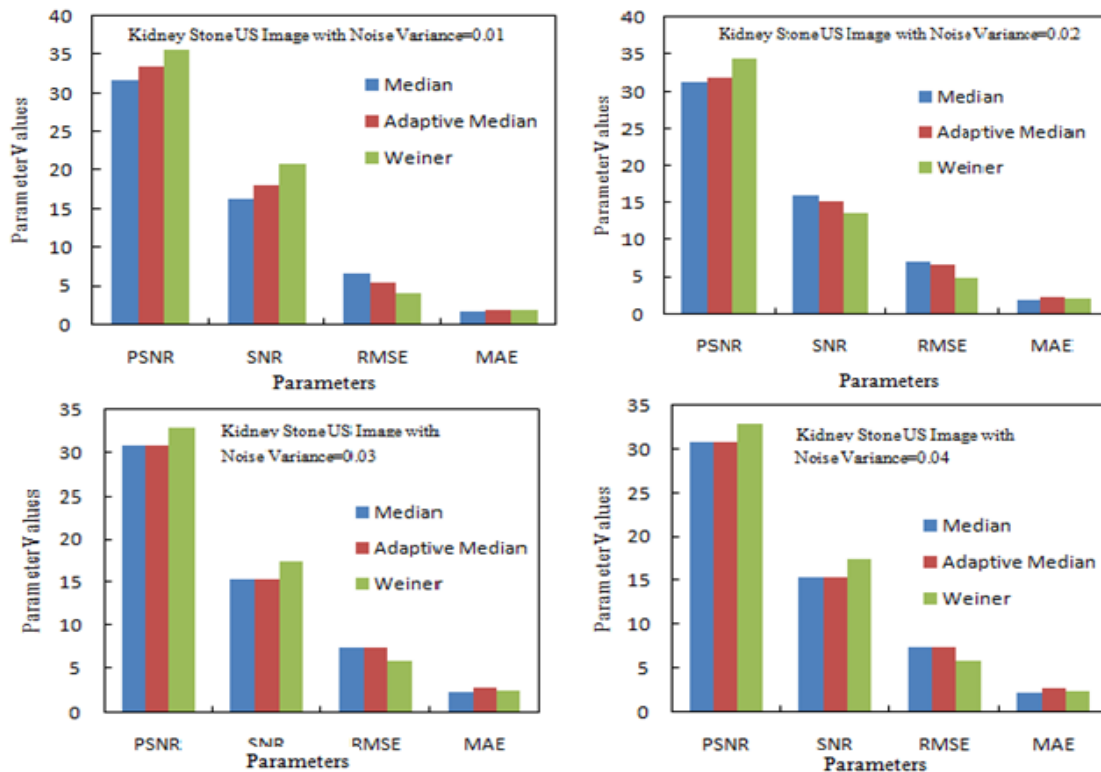 40
35
30
25
20
15
10
5
0
Kidney Stone US Image with Noise Variance=0.01
Median
Adaptive Median
Weiner
Parameter Values
PSNR SNR RMSE MAE
Parameters
40
35
30
25
20
15
10
5
0
Kidney Stone US Image with Noise Variance=0.02
Median
Adaptive Median
Weiner
Parameter Values
PSNR SNR RMSE MAE
Parameters
35
30
25
20
15
10
5
0
Kidney Stone US Image with
Noise Variance=0.03
Median
Adaptive Median
Weiner
Parameter Values
PSNR SNR RMSE MAE
Parameters
35
30
25
20
15
10
5
0
Kidney Stone US Image with
Noise Variance=0.04
Median
Adaptive Median
Weiner
Parameter Values
PSNR SNR RMSE MAE
Parameters